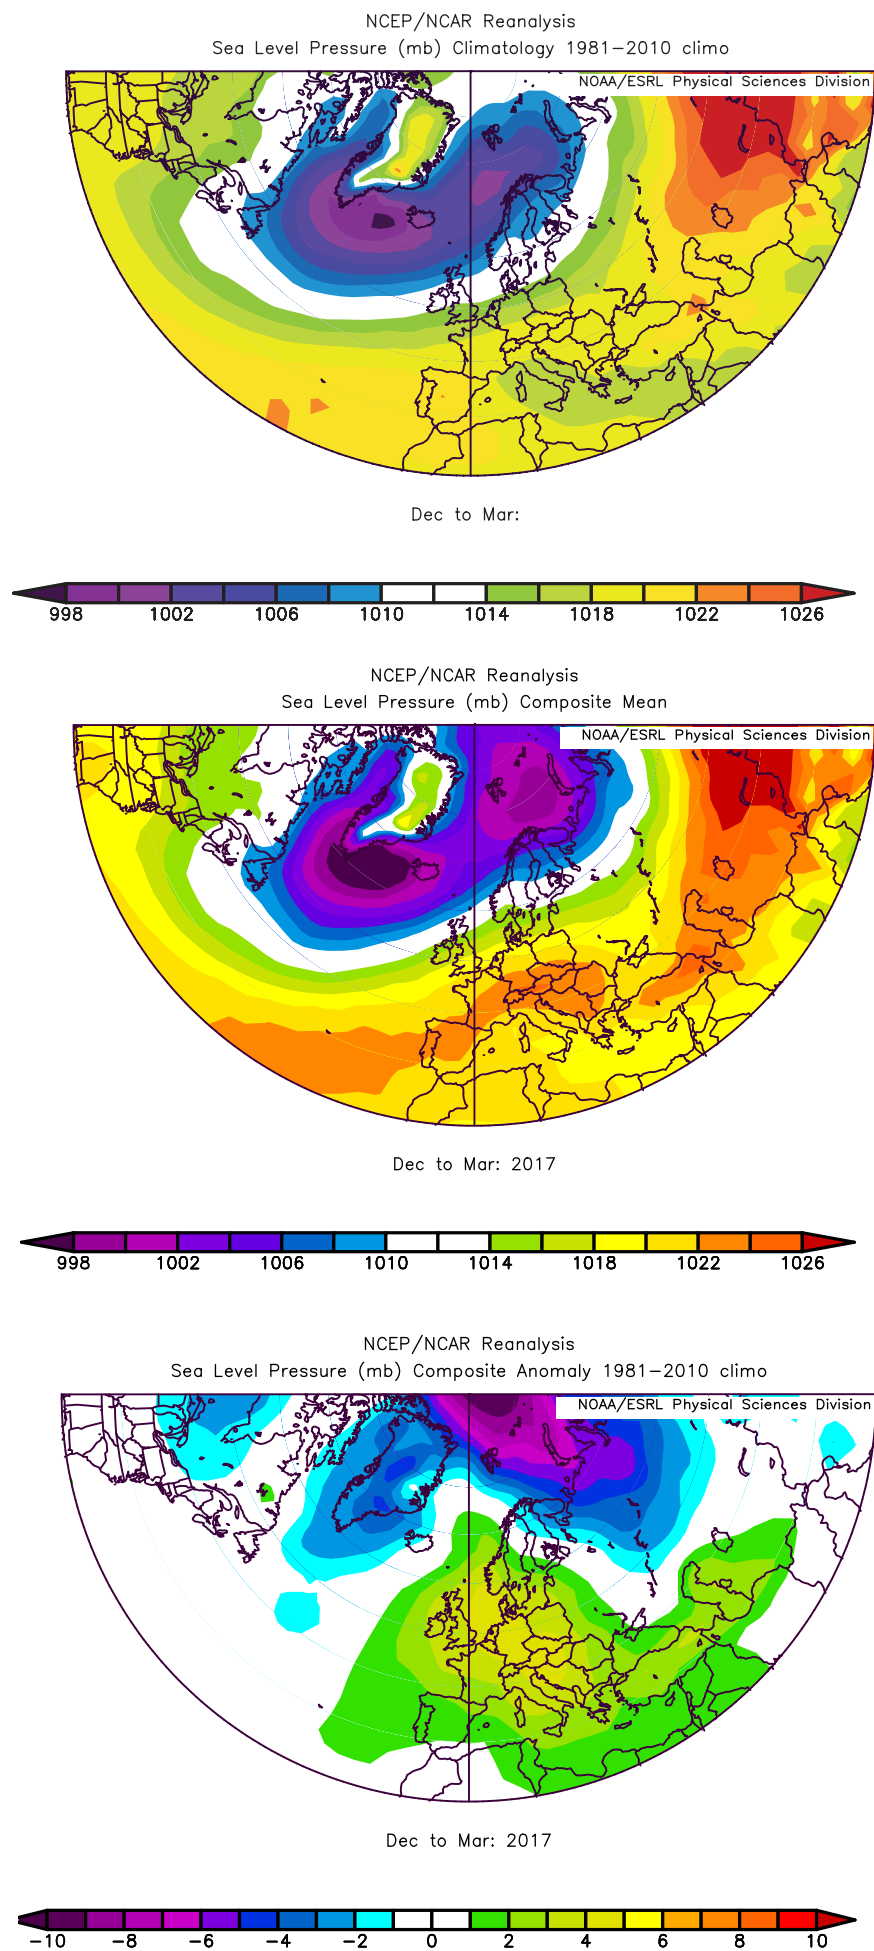 NCEP/NCAR Reanalysis
Sea Level Pressure (mb) Climatology 1981−2010 climo
NOAA/ESRL Physical Sciences Division
Dec to Mar:
998 1002 1006 1010 1014 1018 1022 1026
NCEP/NCAR Reanalysis
Sea Level Pressure (mb) Composite Mean
NOAA/ESRL Physical Sciences Division
Dec to Mar: 2017
998 1002 1006 1010 1014 1018 1022 1026
NCEP/NCAR Reanalysis
Sea Level Pressure (mb) Composite Anomaly 1981−2010 climo
NOAA/ESRL Physical Sciences Division
Dec to Mar: 2017
−10 −8 −6 −4 −2 0 2 4 6 8 10